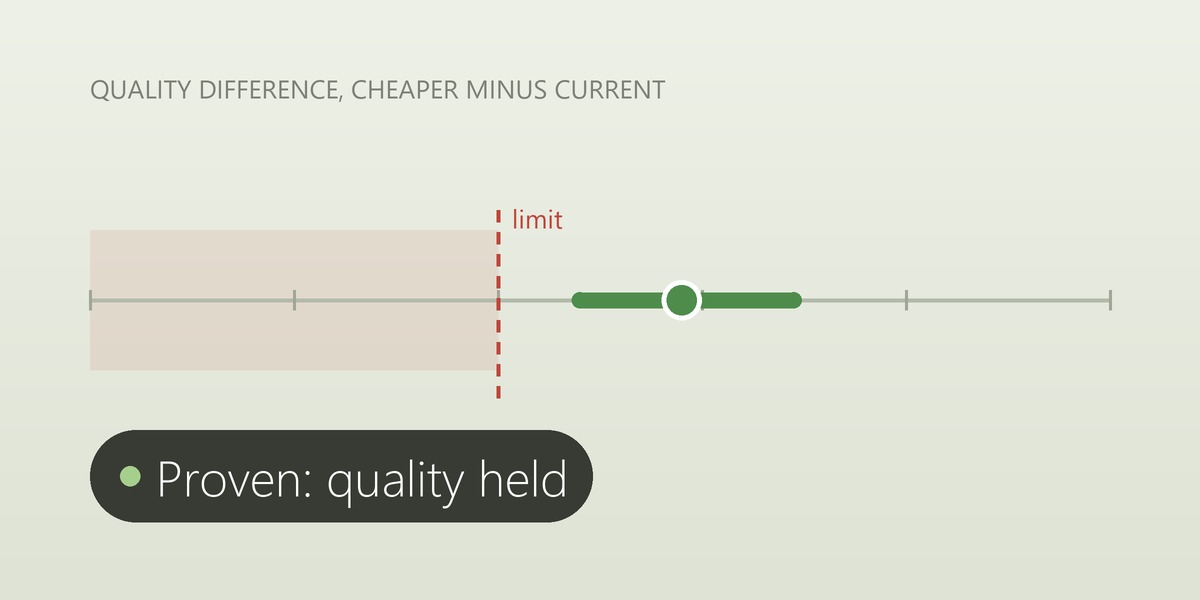 QUALITY DIFFERENCE, CHEAPER MINUS CURRENT
limit
Proven: quality held